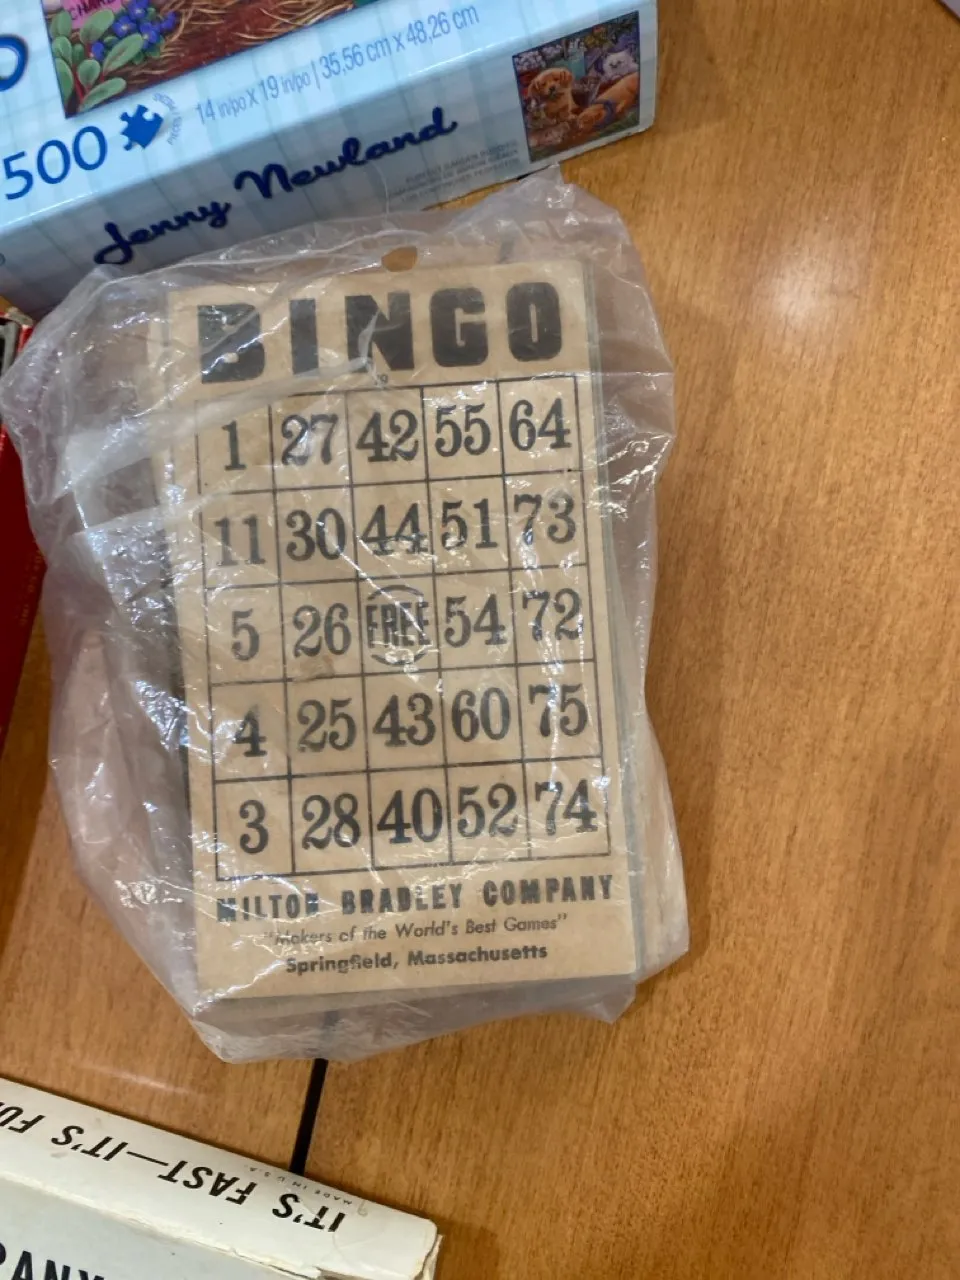 14 in/po x 19 in/po | 35,56 cm x 48,26 cm
500
Jenny Newland
BINGO
1 27 42 55 64
11 30 44 51 73
5 26 FREE 54 72
4 25 43 60 75
3 28 40 52 74
MILTON BRADLEY COMPANY
"Makers of the World's Best Games"
Springfield, Massachusetts
IT'S FAST—IT'S
MADE IN U.S.A.